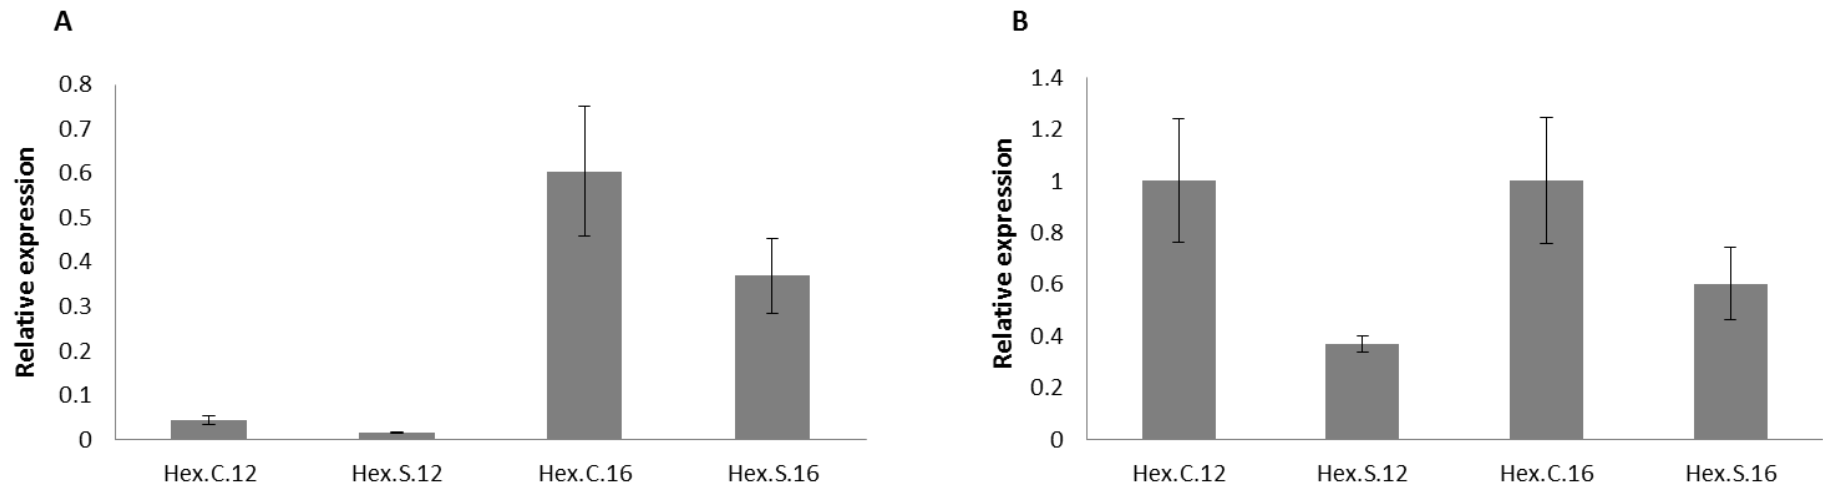 A
Relative expression
0.8
0.7
0.6
0.5
0.4
0.3
0.2
0.1
0
Hex.C.12 Hex.S.12 Hex.C.16 Hex.S.16
B
Relative expression
1.4
1.2
1
0.8
0.6
0.4
0.2
0
Hex.C.12 Hex.S.12 Hex.C.16 Hex.S.16